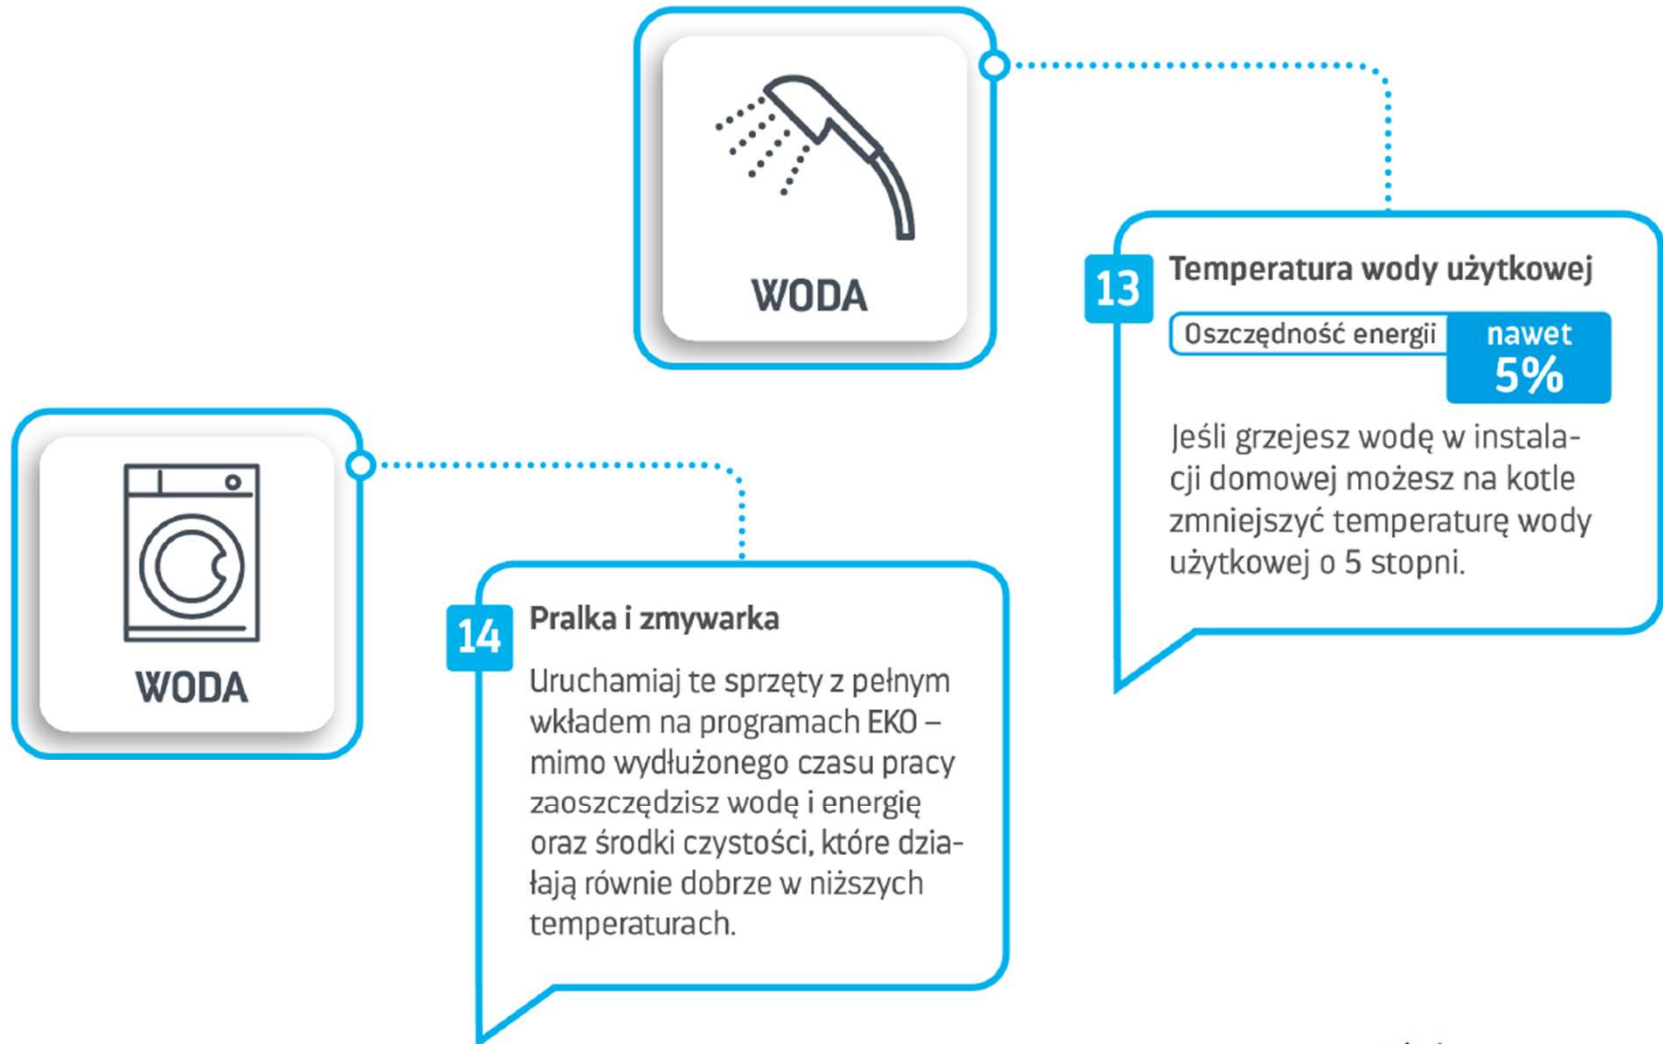 WODA
13
Temperatura wody użytkowej
Oszczędność energii
nawet
5%
Jeśli grzejesz wodę w instala-
cji domowej możesz na kotle
zmniejszyć temperaturę wody
użytkowej o 5 stopni.
WODA
14
Pralka i zmywarka
Uruchamiaj te sprzęty z pełnym
wkładem na programach EKO –
mimo wydłużonego czasu pracy
zaoszczędzisz wodę i energię
oraz środki czystości, które dzia-
łają równie dobrze w niższych
temperaturach.